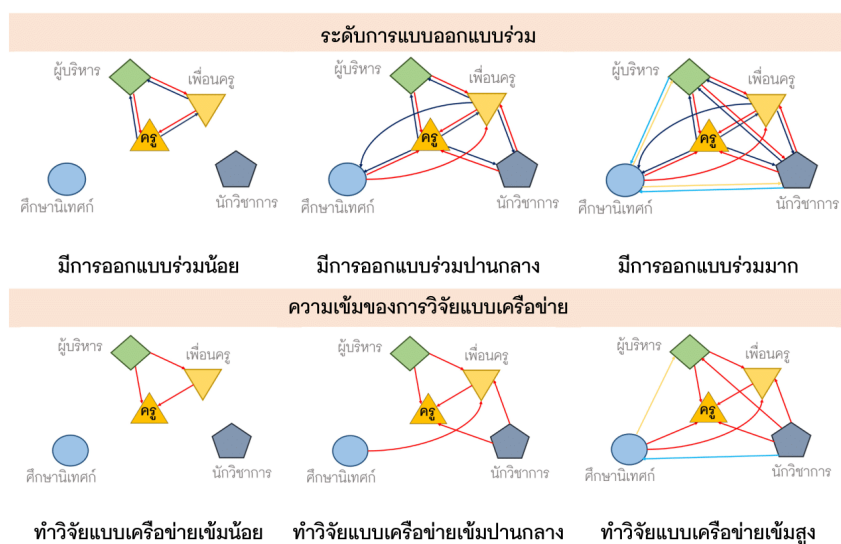 ระดับการแบบออกแบบร่วม
ผู้บริหาร
เพื่อนครู
ครู
ศึกษานิเทศก์
นักวิชาการ
ผู้บริหาร
เพื่อนครู
ครู
ศึกษานิเทศก์
นักวิชาการ
ผู้บริหาร
เพื่อนครู
ครู
ศึกษานิเทศก์
นักวิชาการ
มีการออกแบบร่วมน้อย
มีการออกแบบร่วมปานกลาง
มีการออกแบบร่วมมาก
ความเข้มของการวิจัยแบบเครือข่าย
ผู้บริหาร
เพื่อนครู
ครู
ศึกษานิเทศก์
นักวิชาการ
ผู้บริหาร
เพื่อนครู
ครู
ศึกษานิเทศก์
นักวิชาการ
ผู้บริหาร
เพื่อนครู
ครู
ศึกษานิเทศก์
นักวิชาการ
ทำวิจัยแบบเครือข่ายเข้มน้อย
ทำวิจัยแบบเครือข่ายเข้มปานกลาง
ทำวิจัยแบบเครือข่ายเข้มสูง